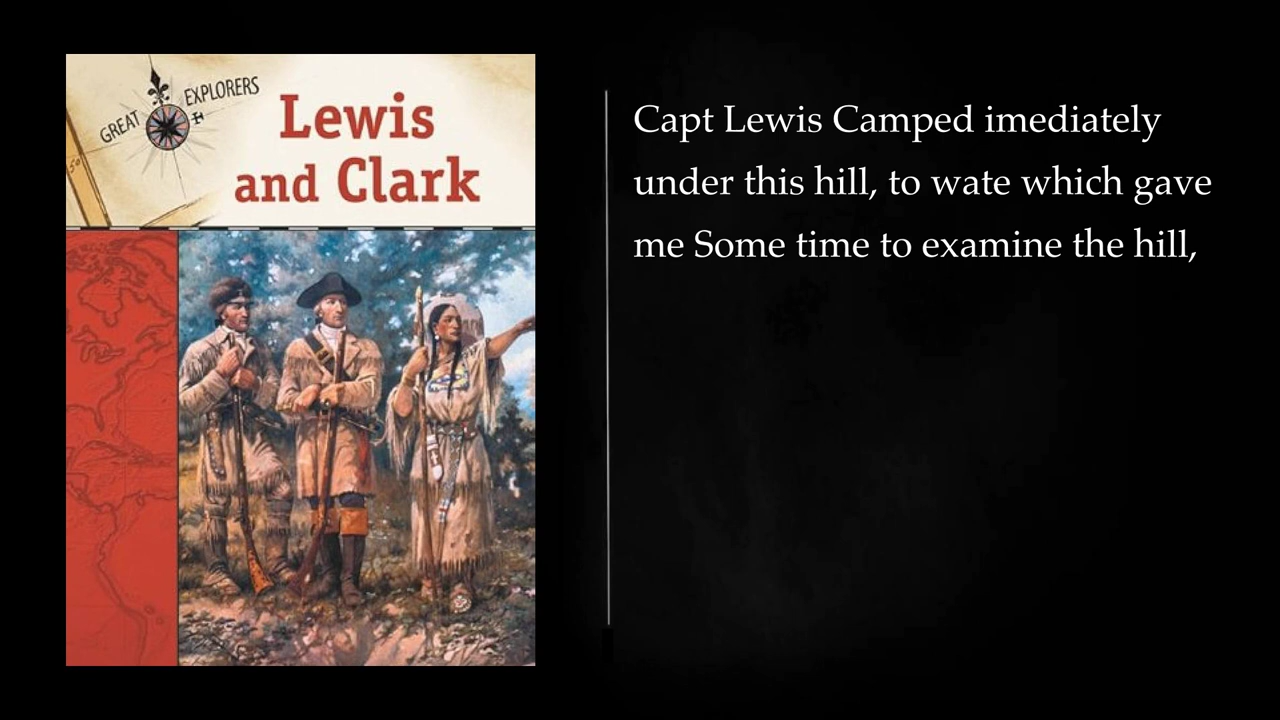 GREAT EXPLORERS
Lewis
and Clark
50
Capt Lewis Camped imediately
under this hill, to wate which gave
me Some time to examine the hill,